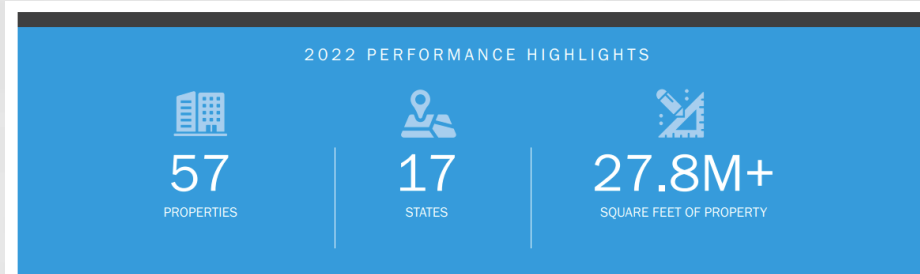 2022 PERFORMANCE HIGHLIGHTS
57
PROPERTIES
17
STATES
27.8M+
SQUARE FEET OF PROPERTY